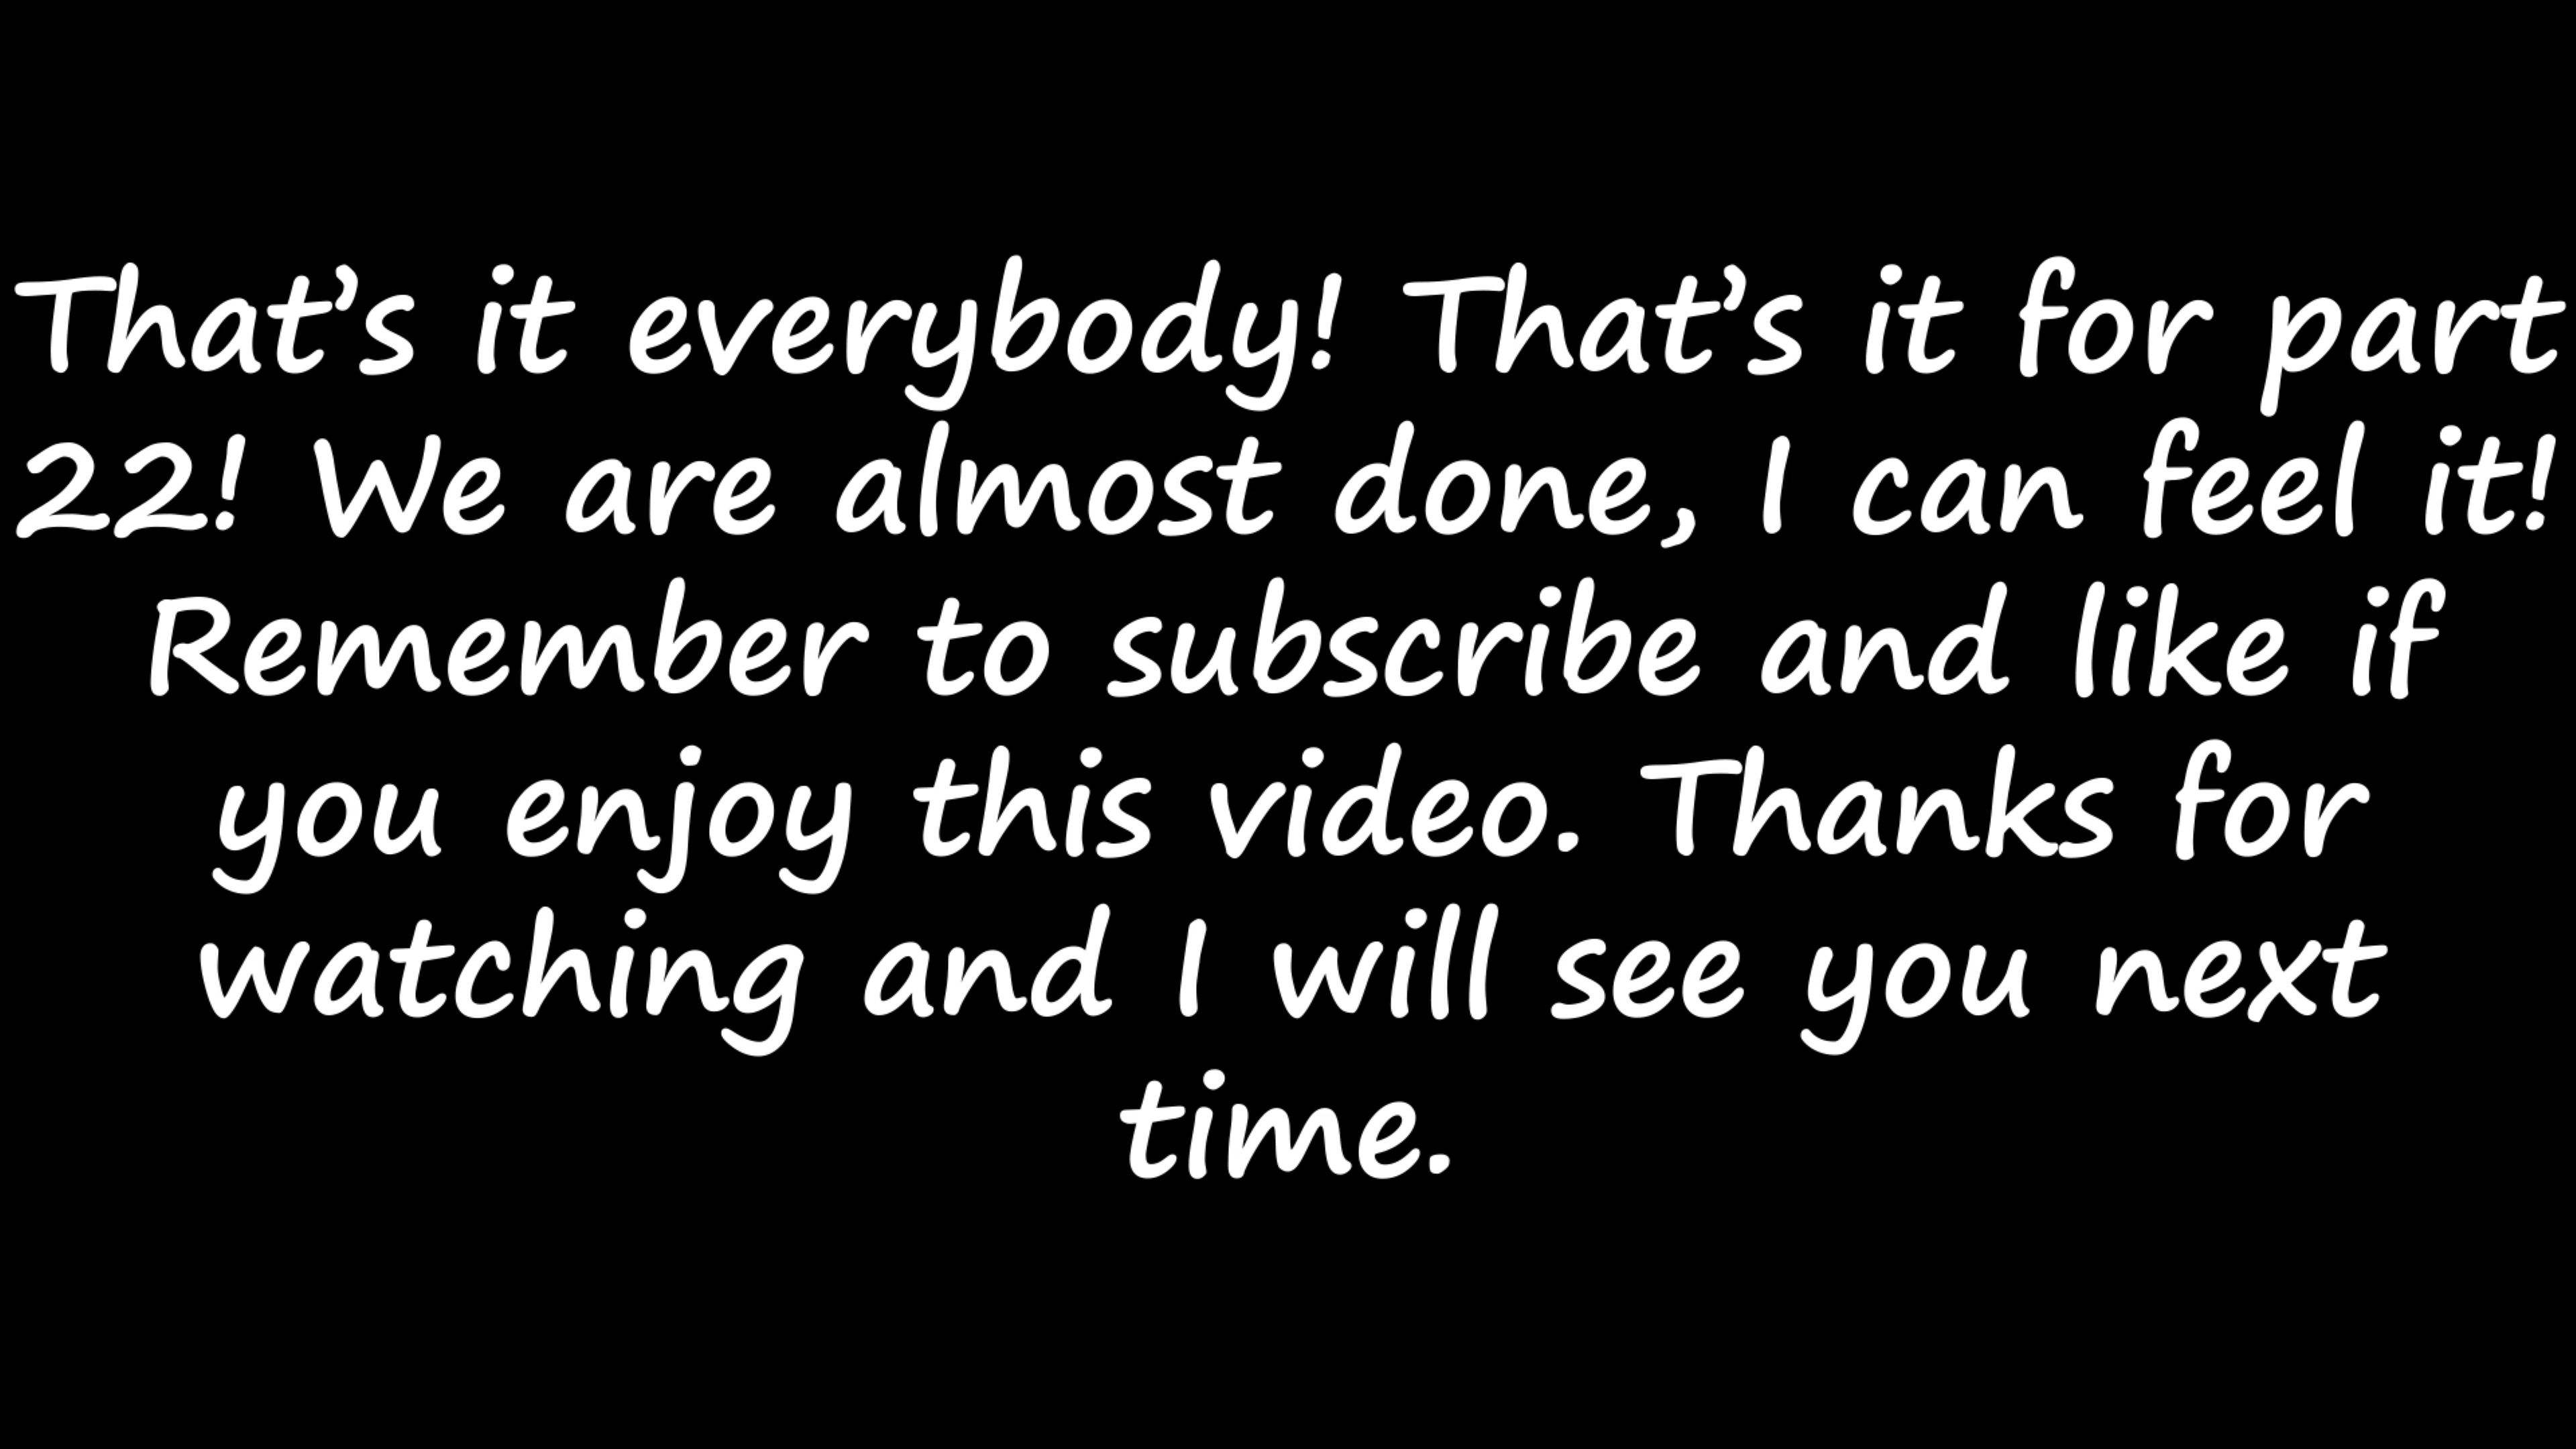 That’s it everybody! That’s it for part
22! We are almost done, I can feel it!
Remember to subscribe and like if
you enjoy this video. Thanks for
watching and I will see you next
time.